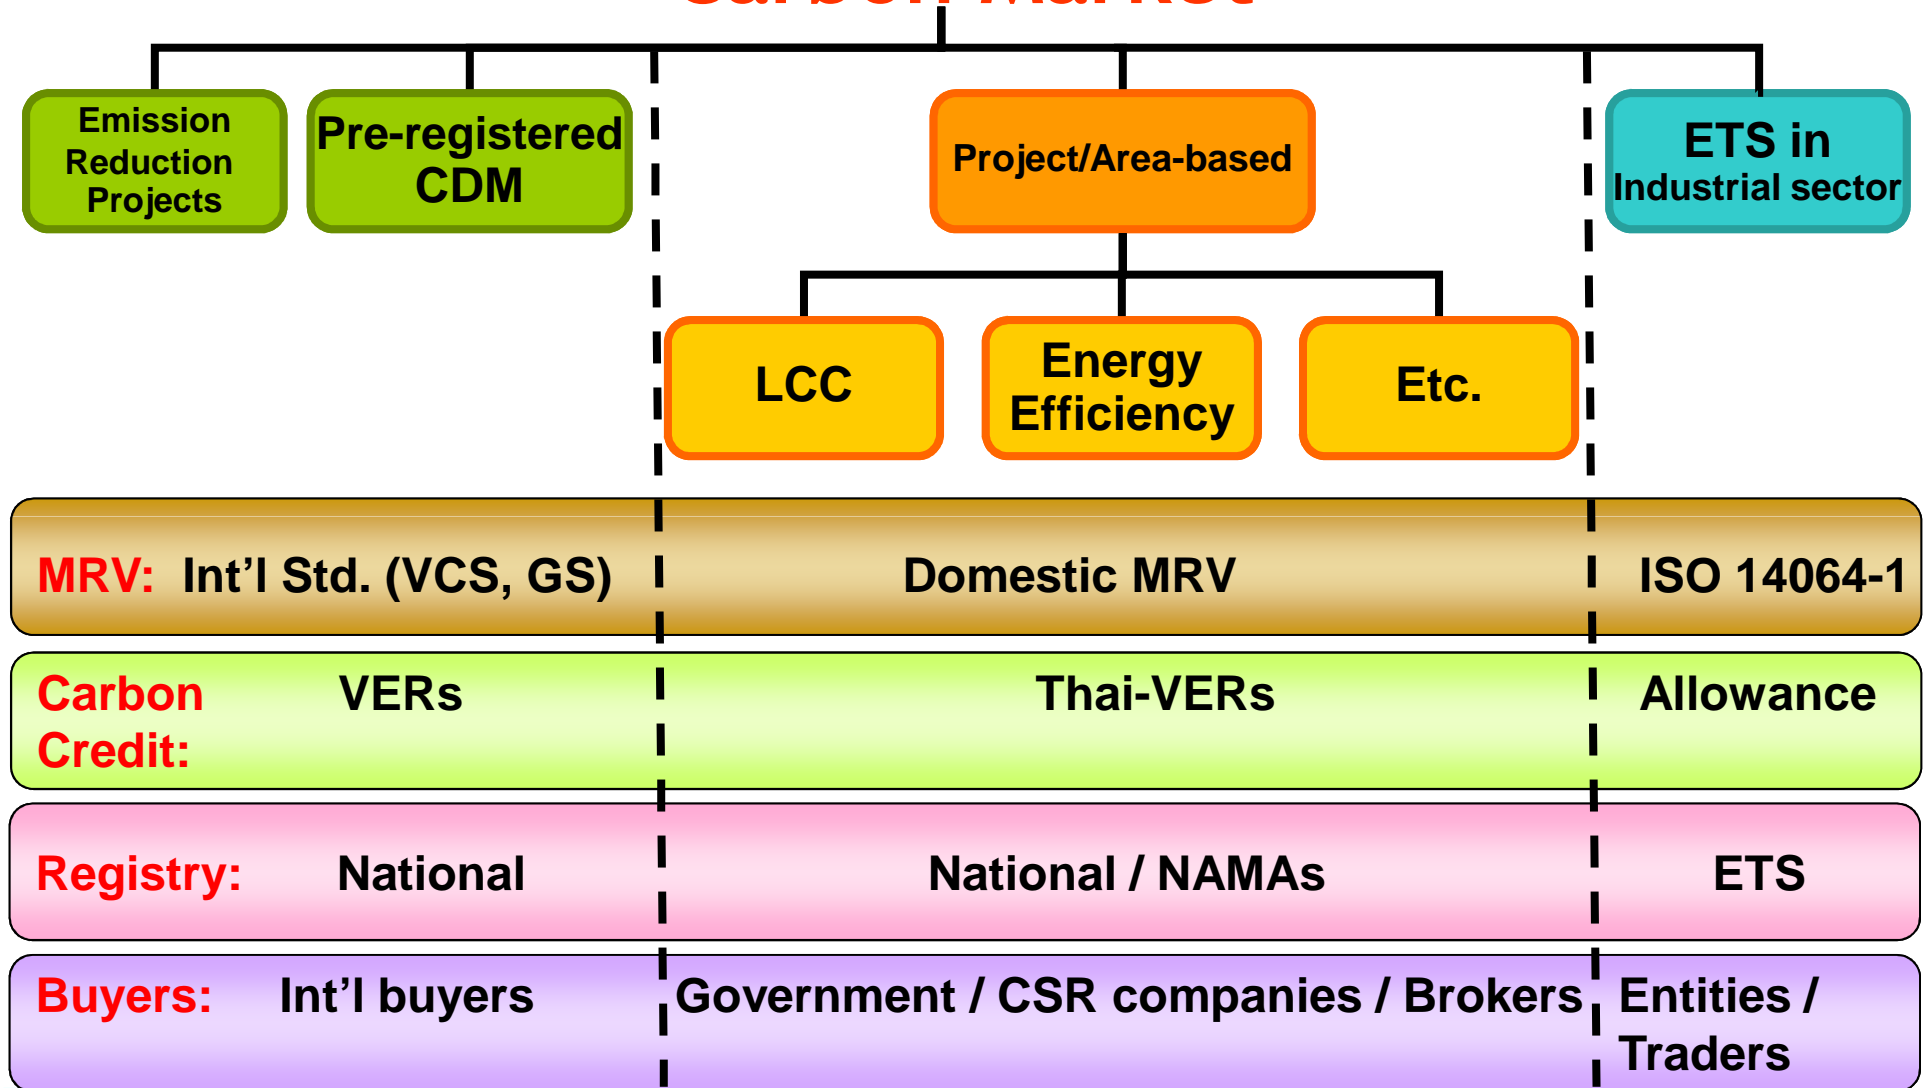 Carbon Market
Emission
Reduction
Projects
Pre-registered
CDM
Project/Area-based
ETS in
Industrial sector
LCC
Energy
Efficiency
Etc.
MRV: Int’l Std. (VCS, GS) Domestic MRV ISO 14064-1
Carbon VERs Thai-VERs Allowance
Credit:
Registry: National National / NAMAs ETS
Buyers: Int’l buyers Government / CSR companies / Brokers Entities /
Traders